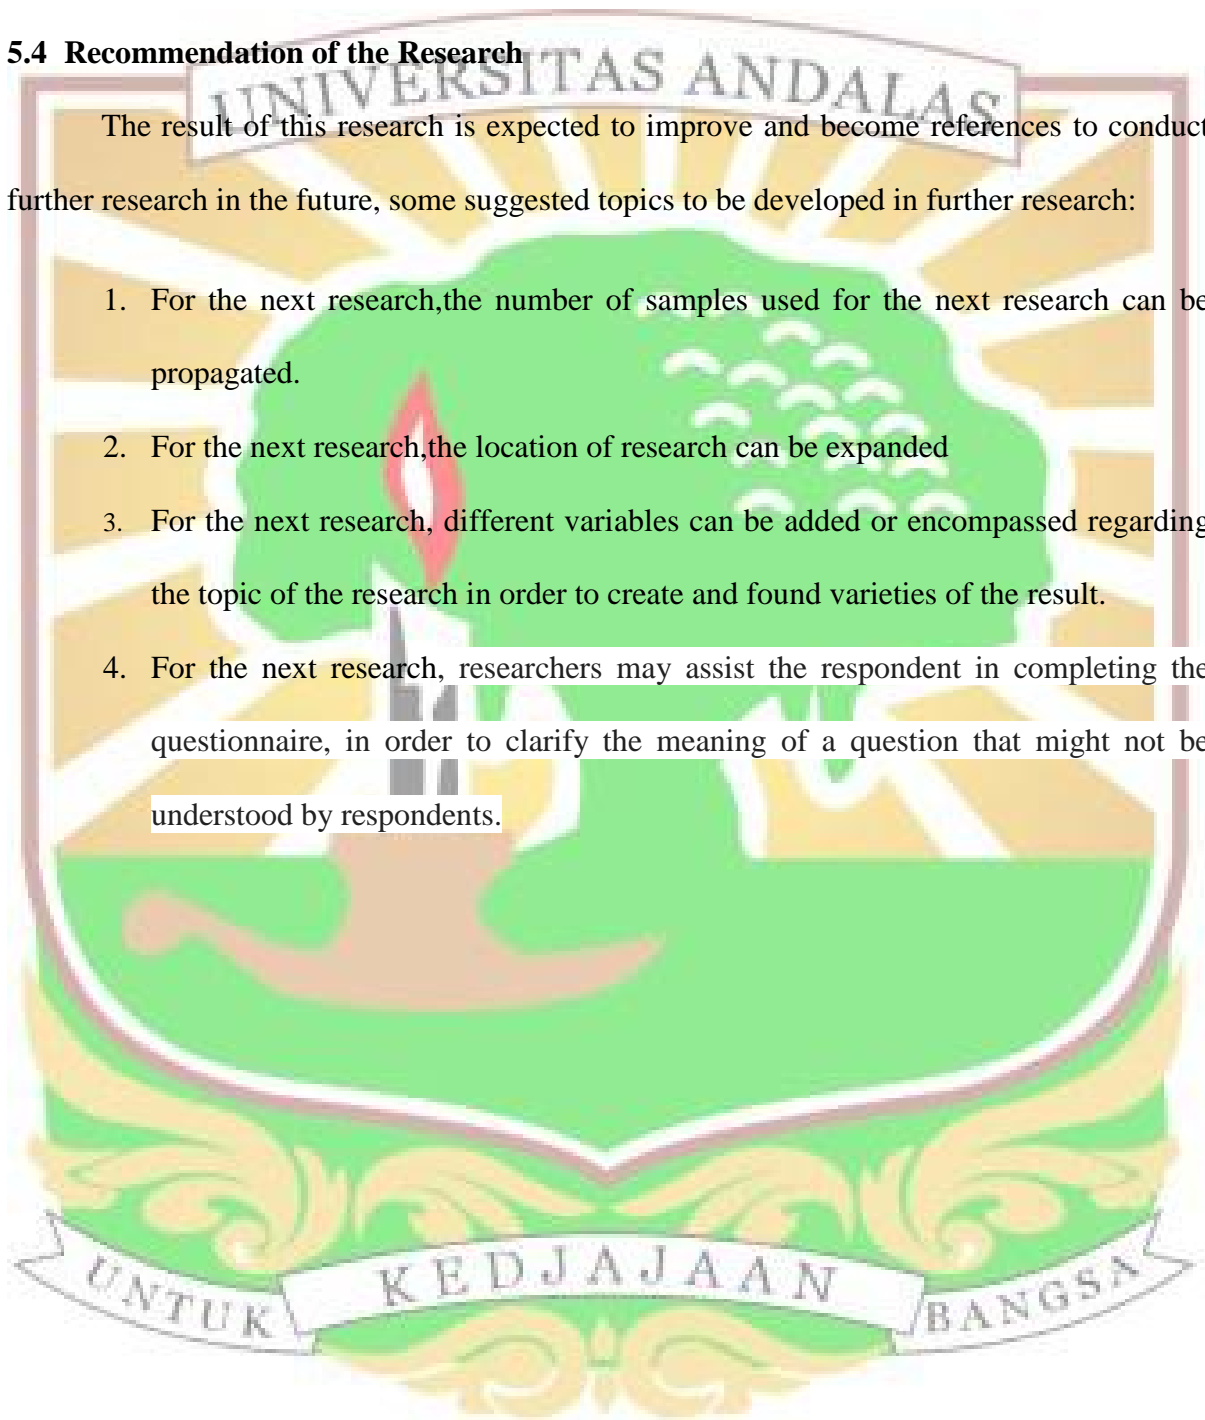 5.4 Recommendation of the Research
UNIVERSITAS ANDALAS
The result of this research is expected to improve and become references to conduct
further research in the future, some suggested topics to be developed in further research:
1. For the next research,the number of samples used for the next research can be
propagated.
2. For the next research,the location of research can be expanded
3. For the next research, different variables can be added or encompassed regarding
the topic of the research in order to create and found varieties of the result.
4. For the next research, researchers may assist the respondent in completing the
questionnaire, in order to clarify the meaning of a question that might not be
understood by respondents.
UNTUK KEDJAJAAN BANGSA